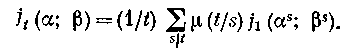 j_t (α; β) = (1/t) ∑_{s|t} μ (t/s) j_1 (α^s; β^s).